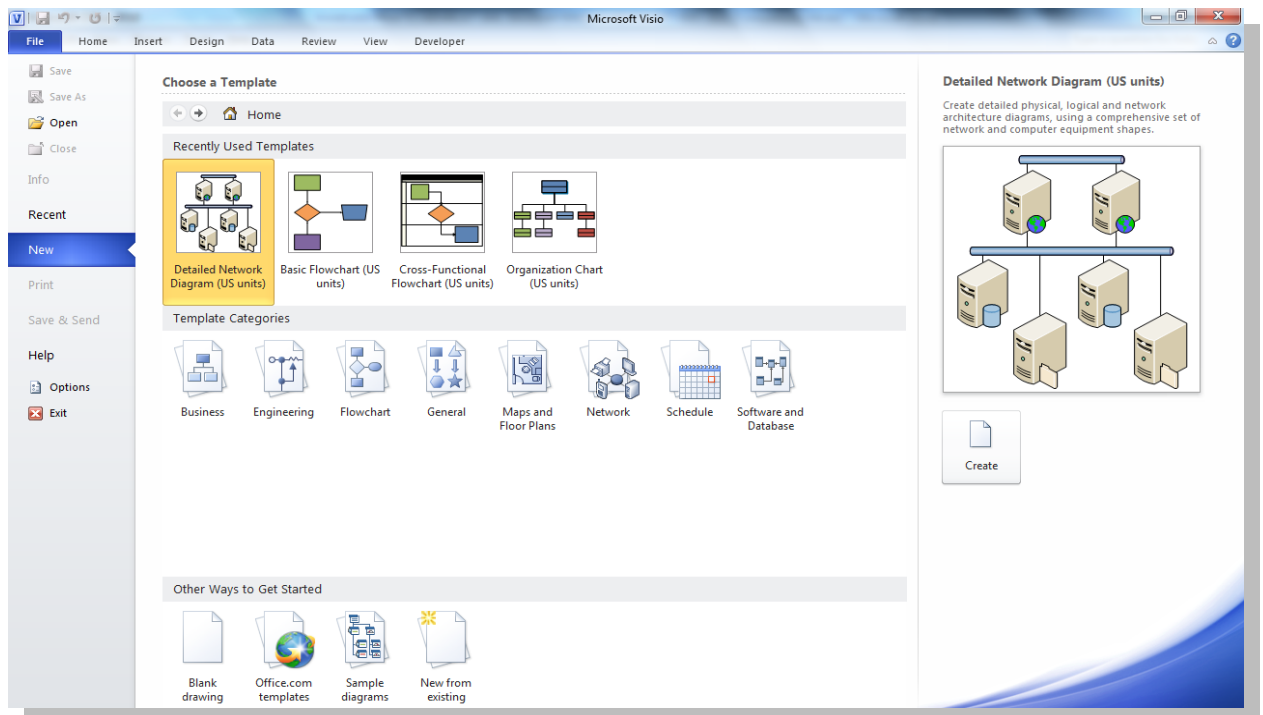 Microsoft Visio
File Home Insert Design Data Review View Developer
Save
Save As
Open
Close
Info
Recent
New
Print
Save & Send
Help
Options
Exit
Choose a Template
Home
Recently Used Templates
Detailed Network
Diagram (US units)
Basic Flowchart (US
units)
Cross-Functional
Flowchart (US units)
Organization Chart
(US units)
Template Categories
Business
Engineering
Flowchart
General
Maps and
Floor Plans
Network
Schedule
Software and
Database
Other Ways to Get Started
Blank
drawing
Office.com
templates
Sample
diagrams
New from
existing
Detailed Network Diagram (US units)
Create detailed physical, logical and network
architecture diagrams, using a comprehensive set of
network and computer equipment shapes.
Create